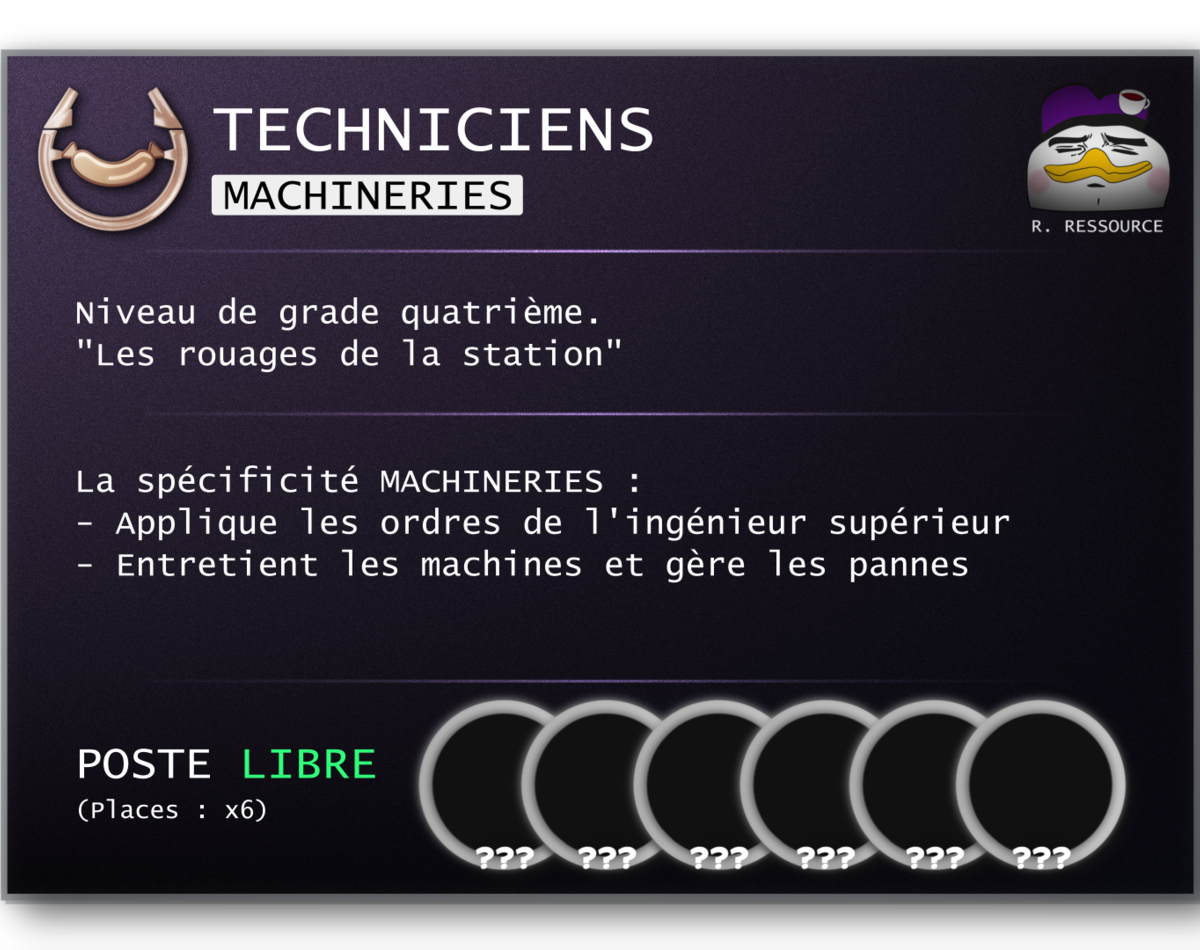 TECHNICIENS
MACHINERIES
R. RESSOURCE
Niveau de grade quatrième.
"Les rouages de la station"
La spécificité MACHINERIES :
- Applique les ordres de l'ingénieur supérieur
- Entretient les machines et gère les pannes
POSTE LIBRE
(Places : x6)
??? ??? ??? ??? ??? ???